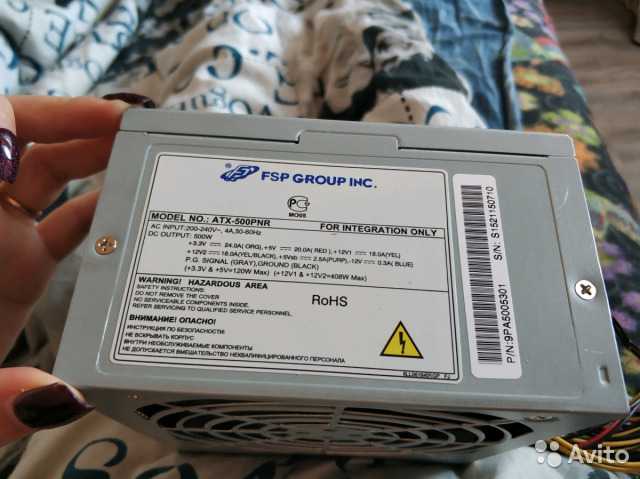 FSP GROUP INC.
PC
MO05
MODEL NO.: ATX-500PNR
FOR INTEGRATION ONLY
AC INPUT:200-240V~, 4A,50-60Hz
DC OUTPUT: 500W
+3.3V ⎓ 24.0A( ORG), +5V ⎓ 20.0A( RED ), +12V1 ⎓ 18.0A(YEL)
+12V2 ⎓ 16.0A(YEL/BLACK), +5Vsb ⎓ 2.5A(PURP), -12V ⎓ 0.3A( BLUE)
P.G. SIGNAL (GRAY),GROUND (BLACK)
(+3.3V & +5V=120W Max) (+12V1 & +12V2=408W Max)
WARNING! HAZARDOUS AREA
SAFETY INSTRUCTIONS:
DO NOT REMOVE THE COVER
NO SERVICEABLE COMPONENTS INSIDE
REFER SERVICING TO QUALIFIED SERVICE PERSONNEL.
RoHS
ВНИМАНИЕ! ОПАСНО!
ИНСТРУКЦИЯ ПО БЕЗОПАСНОСТИ:
НЕ ВСКРЫВАТЬ КОРПУС
ВНУТРИ НЕОБСЛУЖИВАЕМЫЕ КОМПОНЕНТЫ
НЕ ДОПУСКАЕТСЯ ВМЕШАТЕЛЬСТВО НЕКВАЛИФИЦИРОВАННОГО ПЕРСОНАЛА
S/N: S1521150710
P/N:9PA5005301
Avito